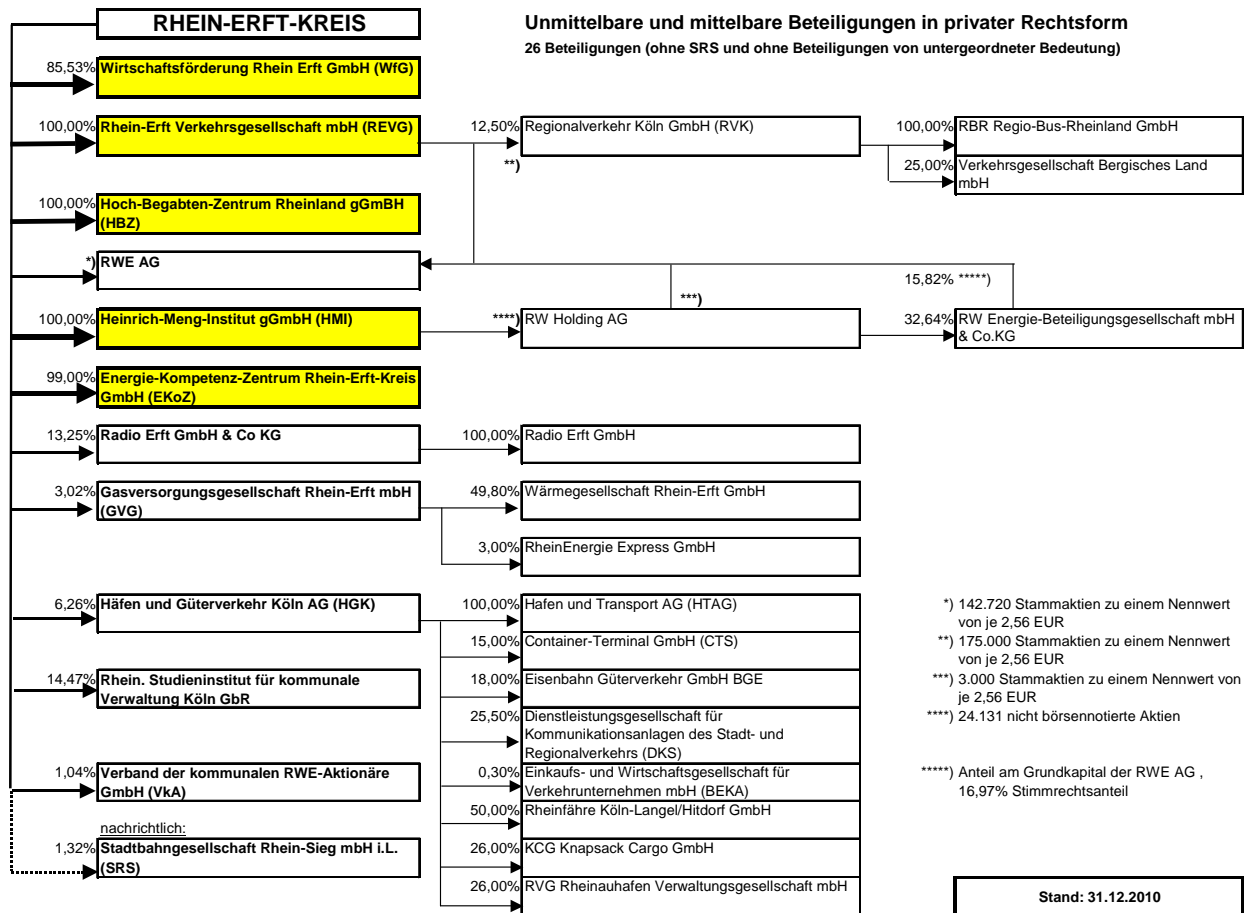 RHEIN-ERFT-KREIS
Unmittelbare und mittelbare Beteiligungen in privater Rechtsform
26 Beteiligungen (ohne SRS und ohne Beteiligungen von untergeordneter Bedeutung)
85,53% Wirtschaftsförderung Rhein Erft GmbH (WfG)
100,00% Rhein-Erft Verkehrsgesellschaft mbH (REVG)
12,50% Regionalverkehr Köln GmbH (RVK)
**)
100,00% RBR Regio-Bus-Rheinland GmbH
25,00% Verkehrsgesellschaft Bergisches Land
mbH
100,00% Hoch-Begabten-Zentrum Rheinland gGmBH
(HBZ)
*) RWE AG
15,82% *****)
***)
100,00% Heinrich-Meng-Institut gGmbH (HMI)
****) RW Holding AG
32,64% RW Energie-Beteiligungsgesellschaft mbH
& Co.KG
99,00% Energie-Kompetenz-Zentrum Rhein-Erft-Kreis
GmbH (EKoZ)
13,25% Radio Erft GmbH & Co KG
100,00% Radio Erft GmbH
3,02% Gasversorgungsgesellschaft Rhein-Erft mbH
(GVG)
49,80% Wärmegesellschaft Rhein-Erft GmbH
3,00% RheinEnergie Express GmbH
6,26% Häfen und Güterverkehr Köln AG (HGK)
100,00% Hafen und Transport AG (HTAG)
15,00% Container-Terminal GmbH (CTS)
18,00% Eisenbahn Güterverkehr GmbH BGE
25,50% Dienstleistungsgesellschaft für
Kommunikationsanlagen des Stadt- und
Regionalverkehrs (DKS)
0,30% Einkaufs- und Wirtschaftsgesellschaft für
Verkehrunternehmen mbH (BEKA)
50,00% Rheinfähre Köln-Langel/Hitdorf GmbH
26,00% KCG Knapsack Cargo GmbH
26,00% RVG Rheinauhafen Verwaltungsgesellschaft mbH
14,47% Rhein. Studieninstitut für kommunale
Verwaltung Köln GbR
1,04% Verband der kommunalen RWE-Aktionäre
GmbH (VkA)
nachrichtlich:
1,32% Stadtbahngesellschaft Rhein-Sieg mbH i.L.
(SRS)
*) 142.720 Stammaktien zu einem Nennwert
von je 2,56 EUR
**) 175.000 Stammaktien zu einem Nennwert
von je 2,56 EUR
***) 3.000 Stammaktien zu einem Nennwert von
je 2,56 EUR
****) 24.131 nicht börsennotierte Aktien
*****) Anteil am Grundkapital der RWE AG ,
16,97% Stimmrechtsanteil
Stand: 31.12.2010